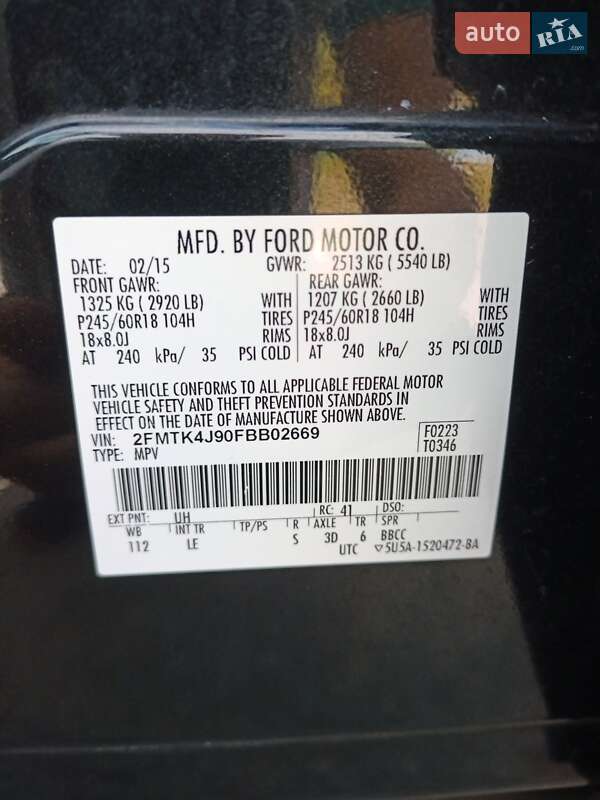 auto RIA .com
MFD. BY FORD MOTOR CO.
DATE: 02/15 GVWR: 2513 KG ( 5540 LB)
FRONT GAWR: REAR GAWR:
1325 KG ( 2920 LB) WITH 1207 KG ( 2660 LB) WITH
P245/60R18 104H TIRES P245/60R18 104H TIRES
18x8.0J RIMS 18x8.0J RIMS
AT 240 kPa/ 35 PSI COLD AT 240 kPa/ 35 PSI COLD
THIS VEHICLE CONFORMS TO ALL APPLICABLE FEDERAL MOTOR
VEHICLE SAFETY AND THEFT PREVENTION STANDARDS IN
EFFECT ON THE DATE OF MANUFACTURE SHOWN ABOVE.
VIN: 2FMTK4J90FBB02669 F0223
TYPE: MPV T0346
EXT PNT: UH RC: 41 DSO:
WB INT TR TP/PS R AXLE TR SPR
112 LE S 3D 6 BBCC
UTC ▽5U5A-1520472-BA